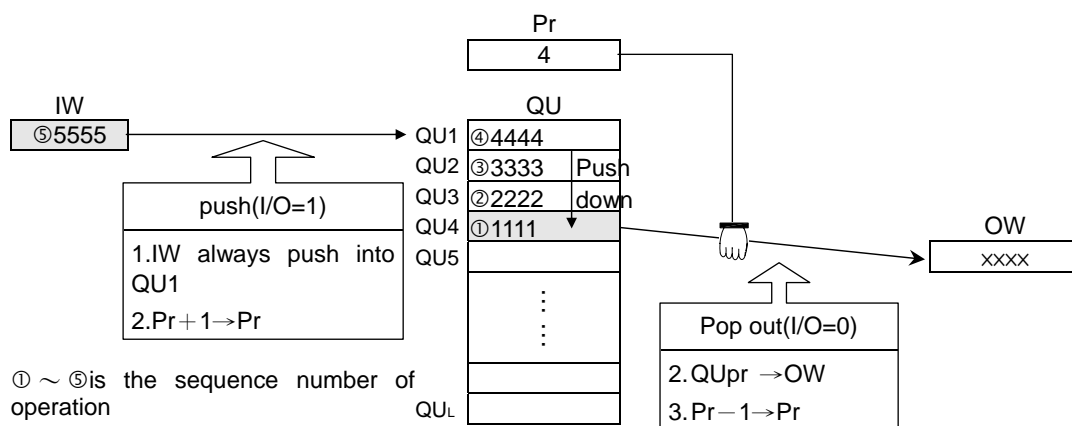 Pr
4
IW
⑤5555
QU
QU1 ④4444
QU2 ③3333 Push
QU3 ②2222 down
QU4 ①1111
QU5
QUL
push(I/O=1)
1.IW always push into
QU1
2.Pr+1→Pr
OW
xxxx
Pop out(I/O=0)
2.QUpr →OW
3.Pr−1→Pr
①~⑤is the sequence number of
operation